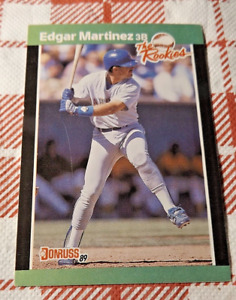 Edgar Martinez 3B
The
Rookies
DONRUSS
89